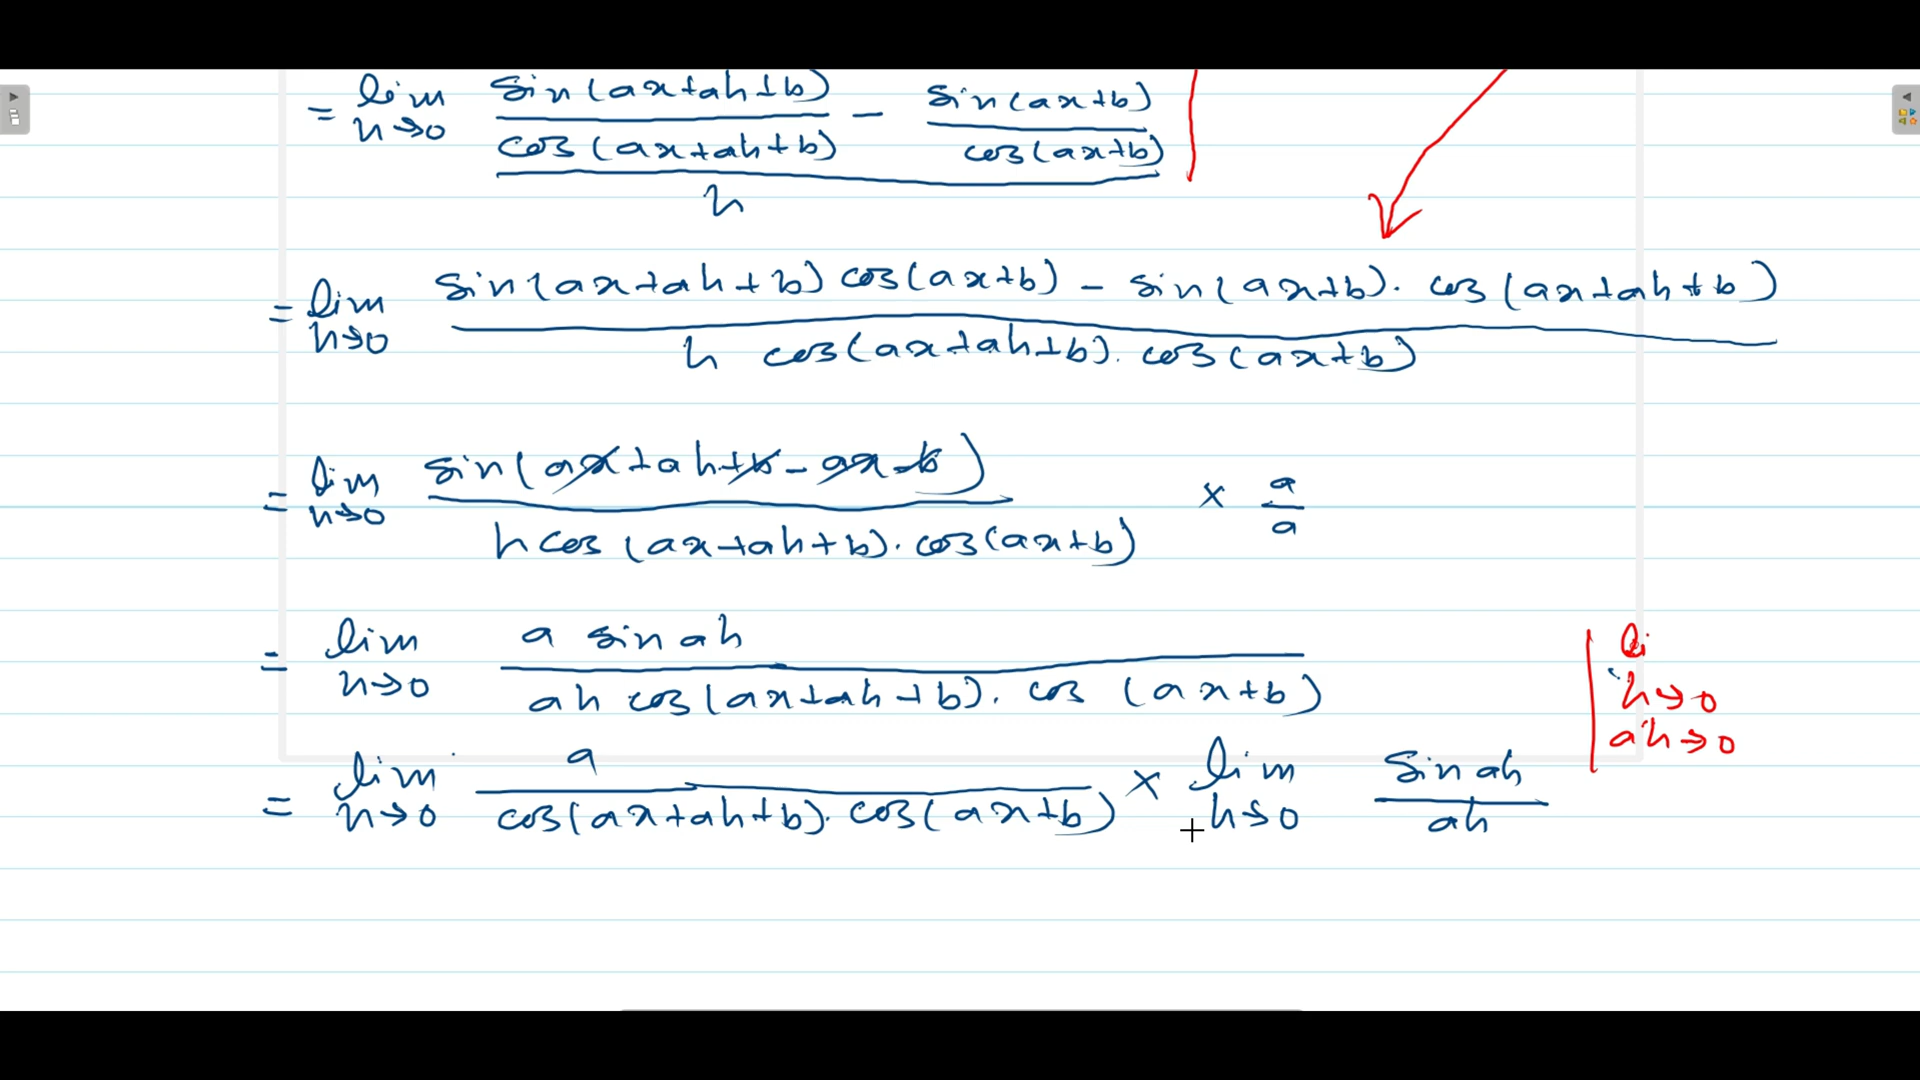 = lim h→0 (sin(ax+ah+b)/cos(ax+ah+b) - sin(ax+b)/cos(ax+b))/h
= lim h→0 (sin(ax+ah+b) cos(ax+b) - sin(ax+b). cos(ax+ah+b))/(h cos(ax+ah+b). cos(ax+b))
= lim h→0 sin(ax+ah+b-ax-b)/(h cos(ax+ah+b). cos(ax+b)) × a/a
= lim h→0 a sin ah/(ah cos(ax+ah+b). cos(ax+b))
li
h→0
ah→0
= lim h→0 a/(cos(ax+ah+b). cos(ax+b)) × lim h→0 sin ah/ah